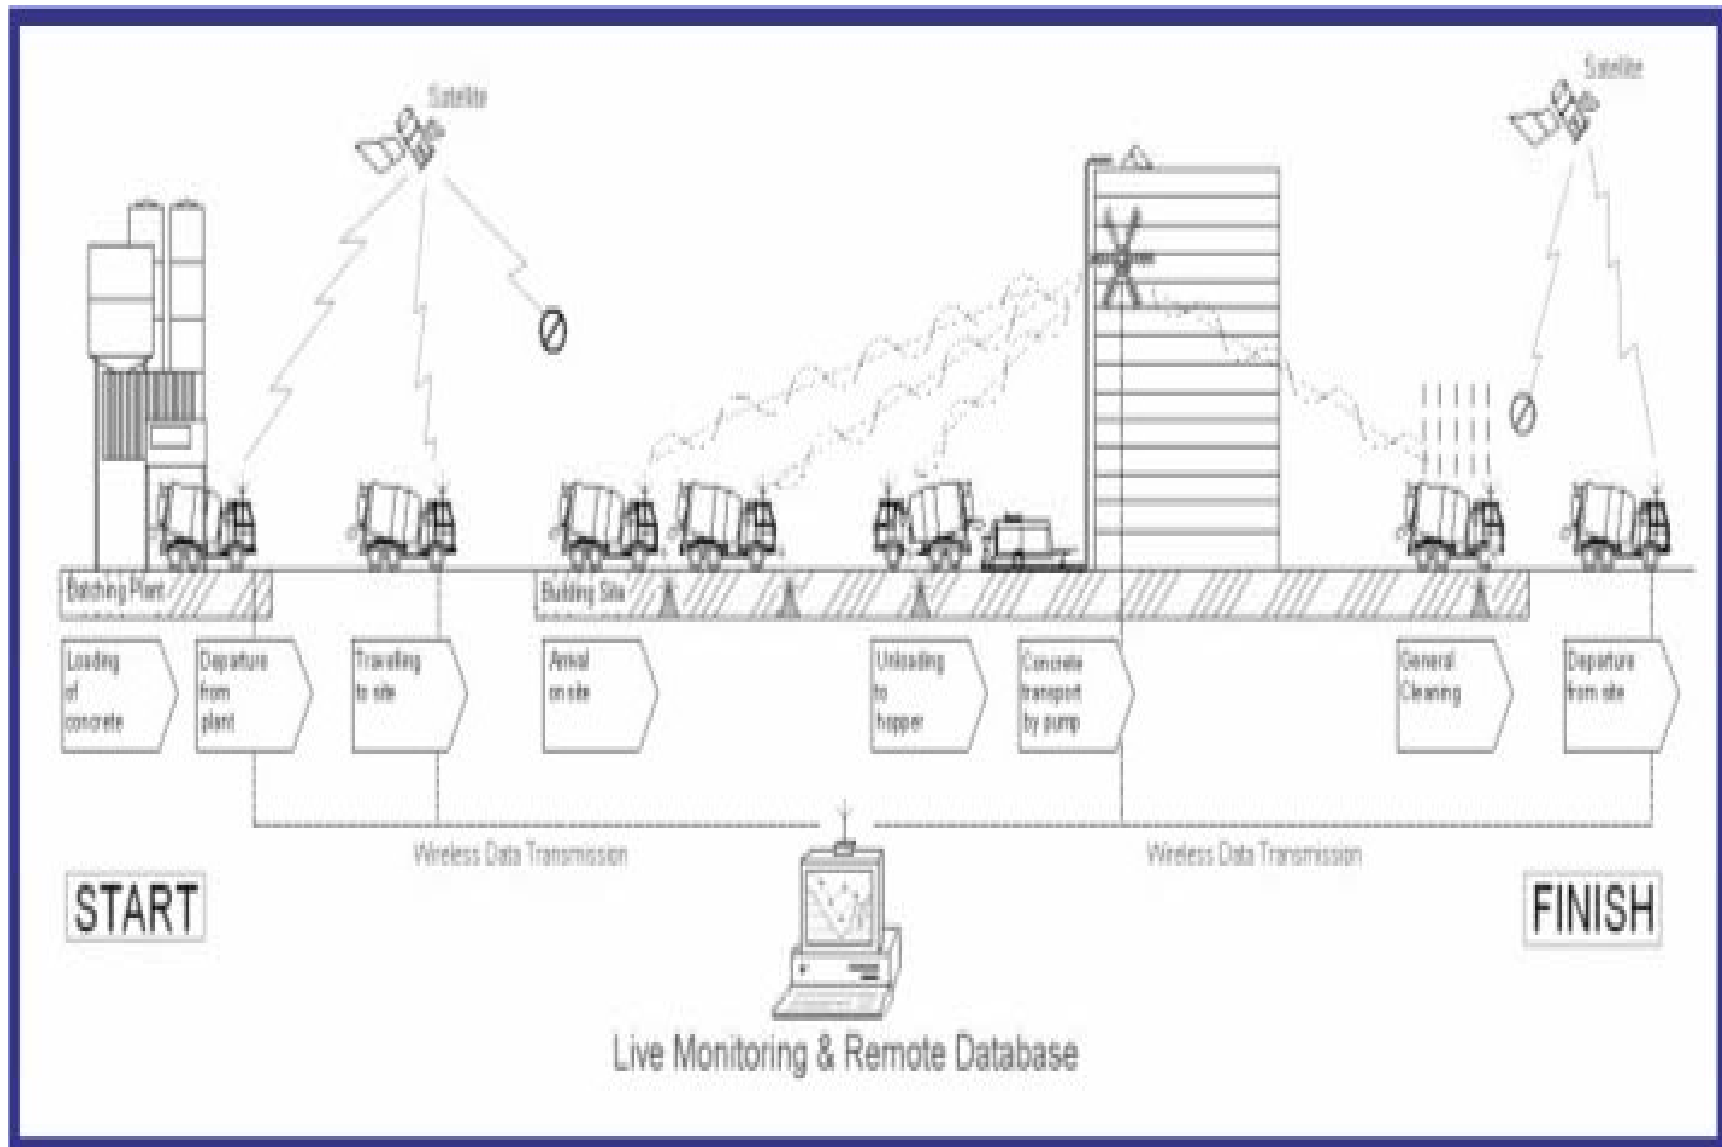 Satellite
Satellite
Batching Plant
Building Site
Loading
of
concrete
Departure
from
plant
Travelling
to site
Arrival
on site
Unloading
to
hopper
Concrete
transport
by pump
General
Cleaning
Departure
from site
Wireless Data Transmission
Wireless Data Transmission
START
FINISH
Live Monitoring & Remote Database